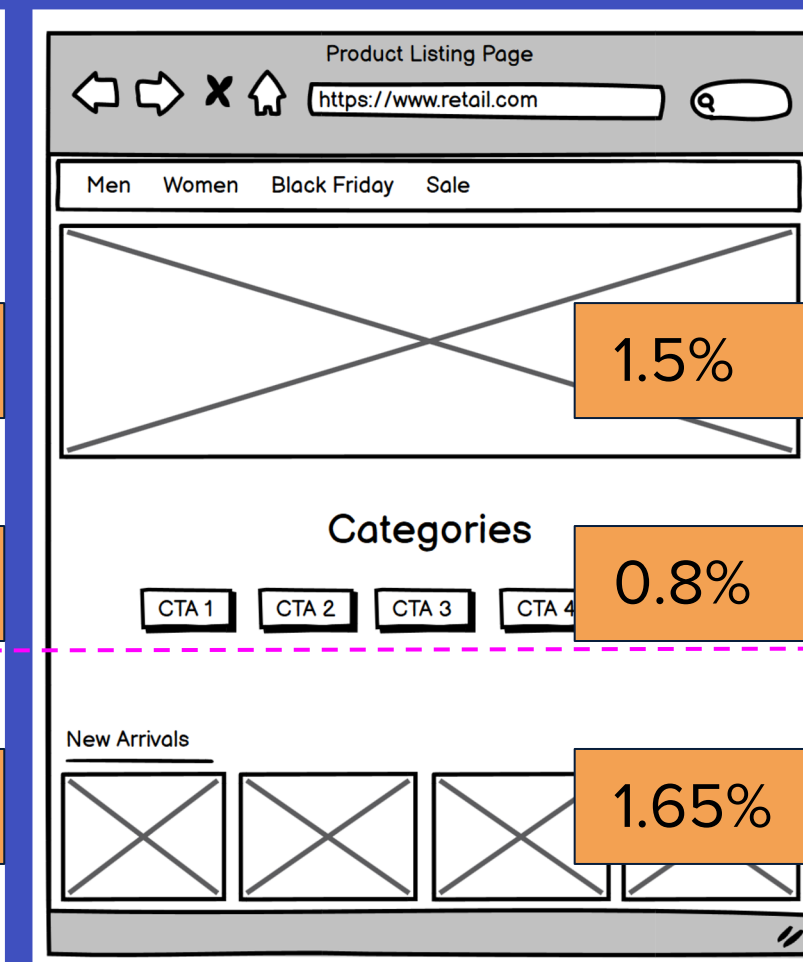 Product Listing Page
https://www.retail.com
Men Women Black Friday Sale
1.5%
Categories
CTA 1 CTA 2 CTA 3 CTA 4
0.8%
New Arrivals
1.65%